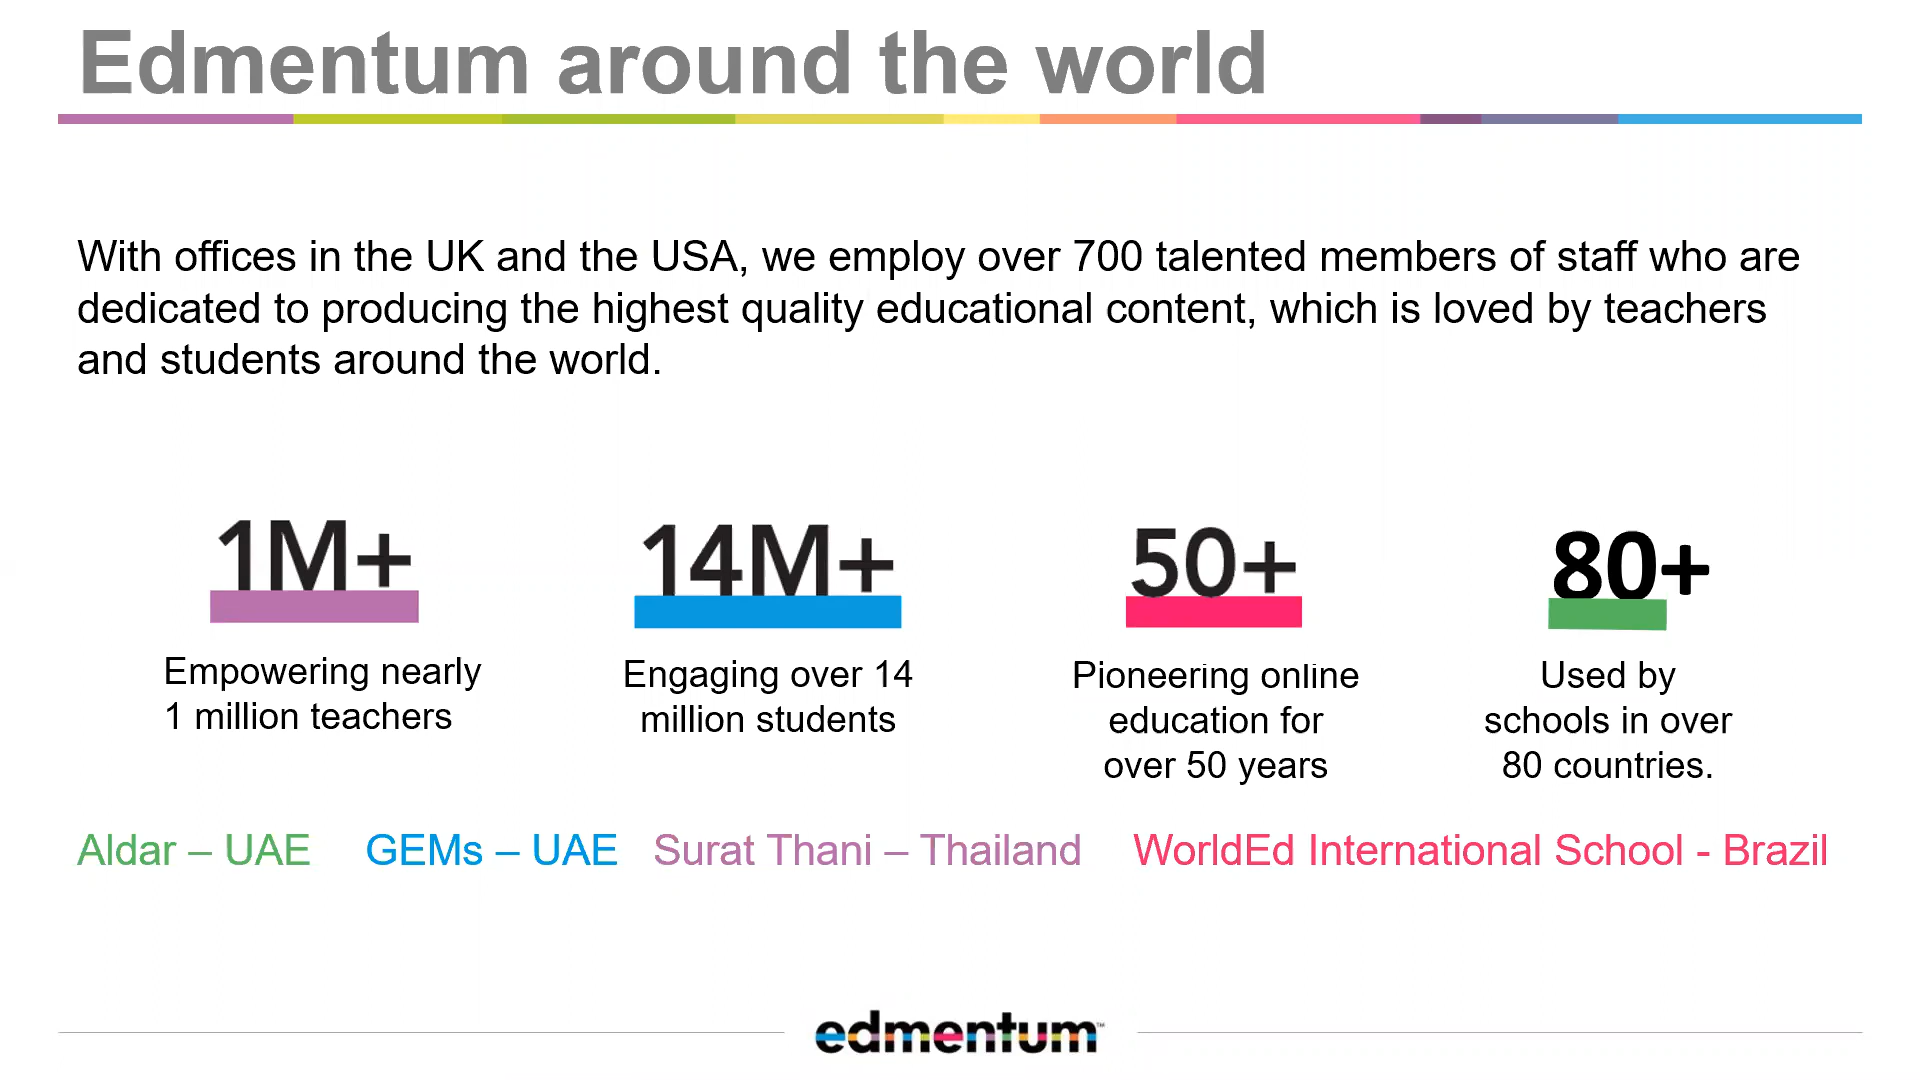 Edmentum around the world
With offices in the UK and the USA, we employ over 700 talented members of staff who are
dedicated to producing the highest quality educational content, which is loved by teachers
and students around the world.
1M+
Empowering nearly
1 million teachers
14M+
Engaging over 14
million students
50+
Pioneering online
education for
over 50 years
80+
Used by
schools in over
80 countries.
Aldar – UAE
GEMs – UAE
Surat Thani – Thailand
WorldEd International School - Brazil
edmentum™